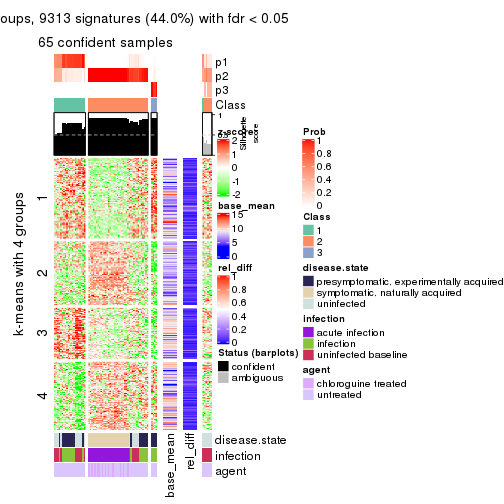 oups, 9313 signatures (44.0%) with fdr < 0.05
65 confident samples
p1
p2
p3
Class
1
Silhouette
score
z-score
2
0
-1
-2
base_mean
15
10
5
0
rel_diff
1
0.8
0.6
0.4
0.2
0
Status (barplots)
confident
ambiguous
Prob
1
0.8
0.6
0.4
0.2
0
Class
1
2
3
disease.state
presymptomatic. experimentally acquired
symptomatic. naturally acquired
uninfected
infection
acute infection
infection
uninfected baseline
agent
chloroguine treated
untreated
k-means with 4 groups
1
2
3
4
base_mean
rel_diff
disease.state
infection
agent